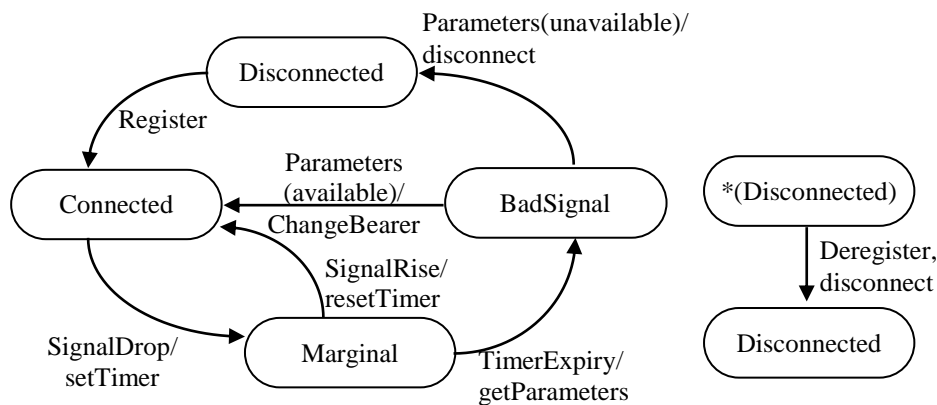 Parameters(unavailable)/
disconnect
Disconnected
Register
Parameters
(available)/
ChangeBearer
Connected
BadSignal
*(Disconnected)
Deregister,
disconnect
SignalRise/
resetTimer
SignalDrop/
setTimer
Marginal
TimerExpiry/
getParameters
Disconnected